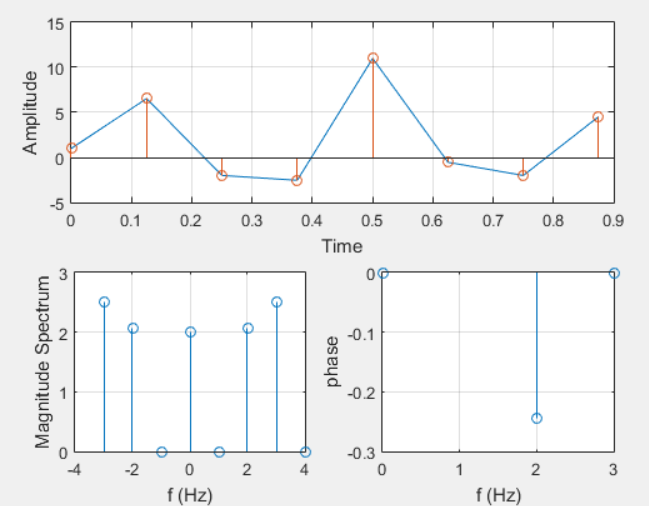 15
10
5
0
-5
Amplitude
0 0.1 0.2 0.3 0.4 0.5 0.6 0.7 0.8 0.9
Time
3
2
1
0
Magnitude Spectrum
-4 -2 0 2 4
f (Hz)
0
-0.1
-0.2
-0.3
phase
0 1 2 3
f (Hz)